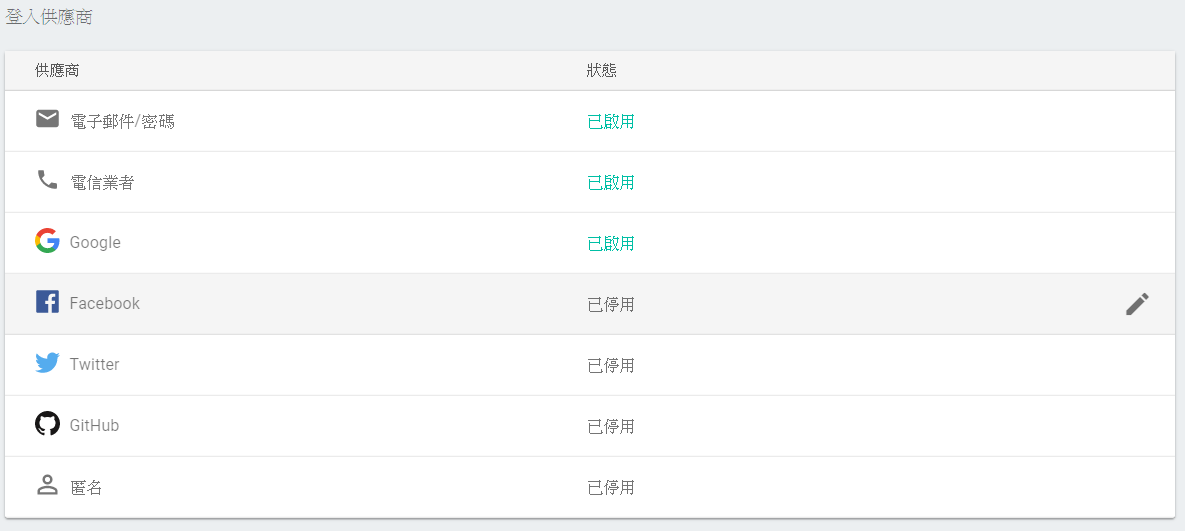 登入供應商
供應商 狀態
電子郵件/密碼 已啟用
電信業者 已啟用
Google 已啟用
Facebook 已停用
Twitter 已停用
GitHub 已停用
匿名 已停用